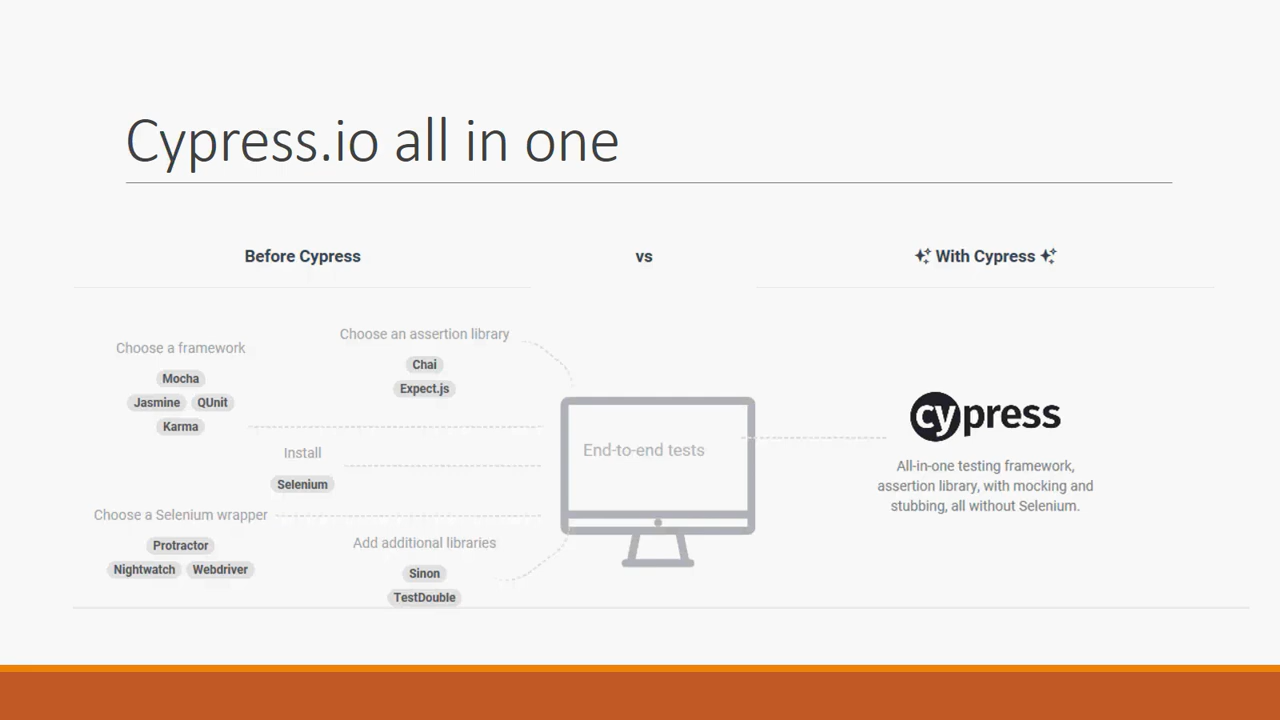 Cypress.io all in one
Before Cypress
vs
With Cypress
Choose a framework
Mocha
Jasmine QUnit
Karma
Choose an assertion library
Chai
Expect.js
Install
Selenium
Choose a Selenium wrapper
Protractor
Nightwatch Webdriver
Add additional libraries
Sinon
TestDouble
End-to-end tests
cypress
All-in-one testing framework,
assertion library, with mocking and
stubbing, all without Selenium.